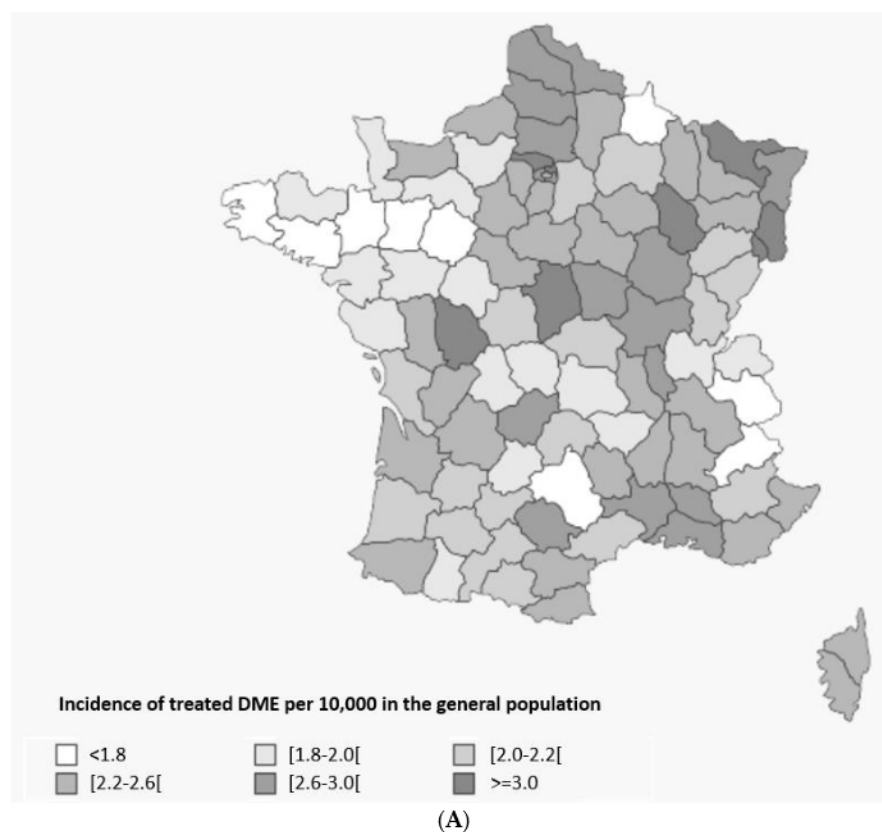 Incidence of treated DME per 10,000 in the general population
<1.8 [1.8-2.0[ [2.0-2.2[
[2.2-2.6[ [2.6-3.0[ >=3.0
(A)